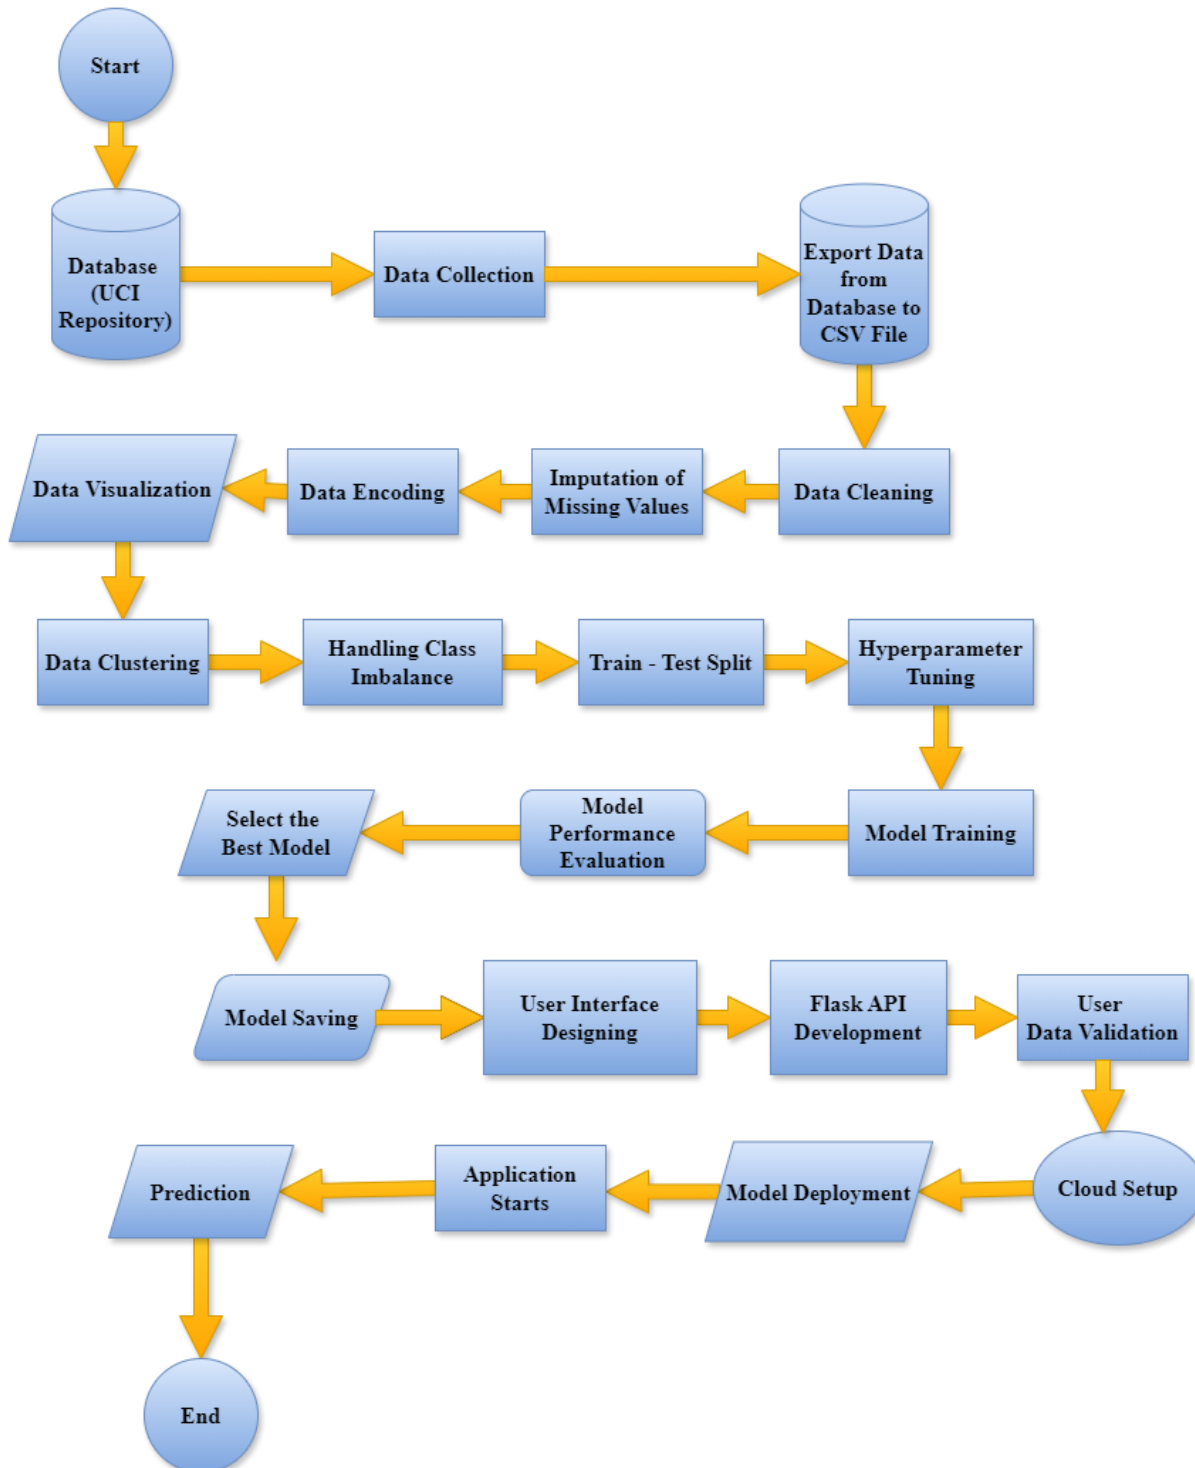 Start
Database
(UCI
Repository)
Data Collection
Export Data
from
Database to
CSV File
Data Cleaning
Imputation of
Missing Values
Data Encoding
Data Visualization
Data Clustering
Handling Class
Imbalance
Train - Test Split
Hyperparameter
Tuning
Model Training
Model
Performance
Evaluation
Select the
Best Model
Model Saving
User Interface
Designing
Flask API
Development
User
Data Validation
Cloud Setup
Model Deployment
Application
Starts
Prediction
End